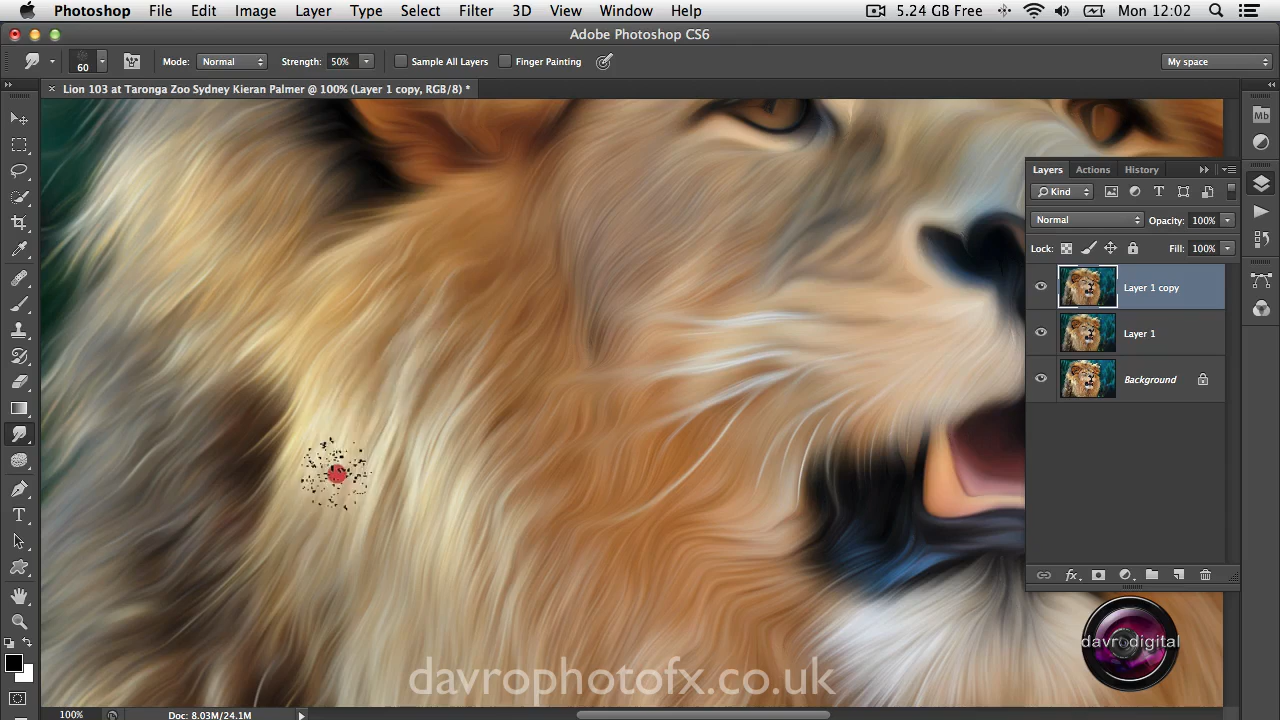 Photoshop File Edit Image Layer Type Select Filter 3D View Window Help 5.24 GB Free Mon 12:02
Adobe Photoshop CS6
60 Mode: Normal Strength: 50% Sample All Layers Finger Painting My space
Lion 103 at Taronga Zoo Sydney Kieran Palmer @ 100% (Layer 1 copy, RGB/8) *
Mb
Layers Actions History
Kind
Normal Opacity: 100%
Lock: Fill: 100%
Layer 1 copy
Layer 1
Background
fx
davrodigital
davrophotofx.co.uk
100% Doc: 8.03M/24.1M